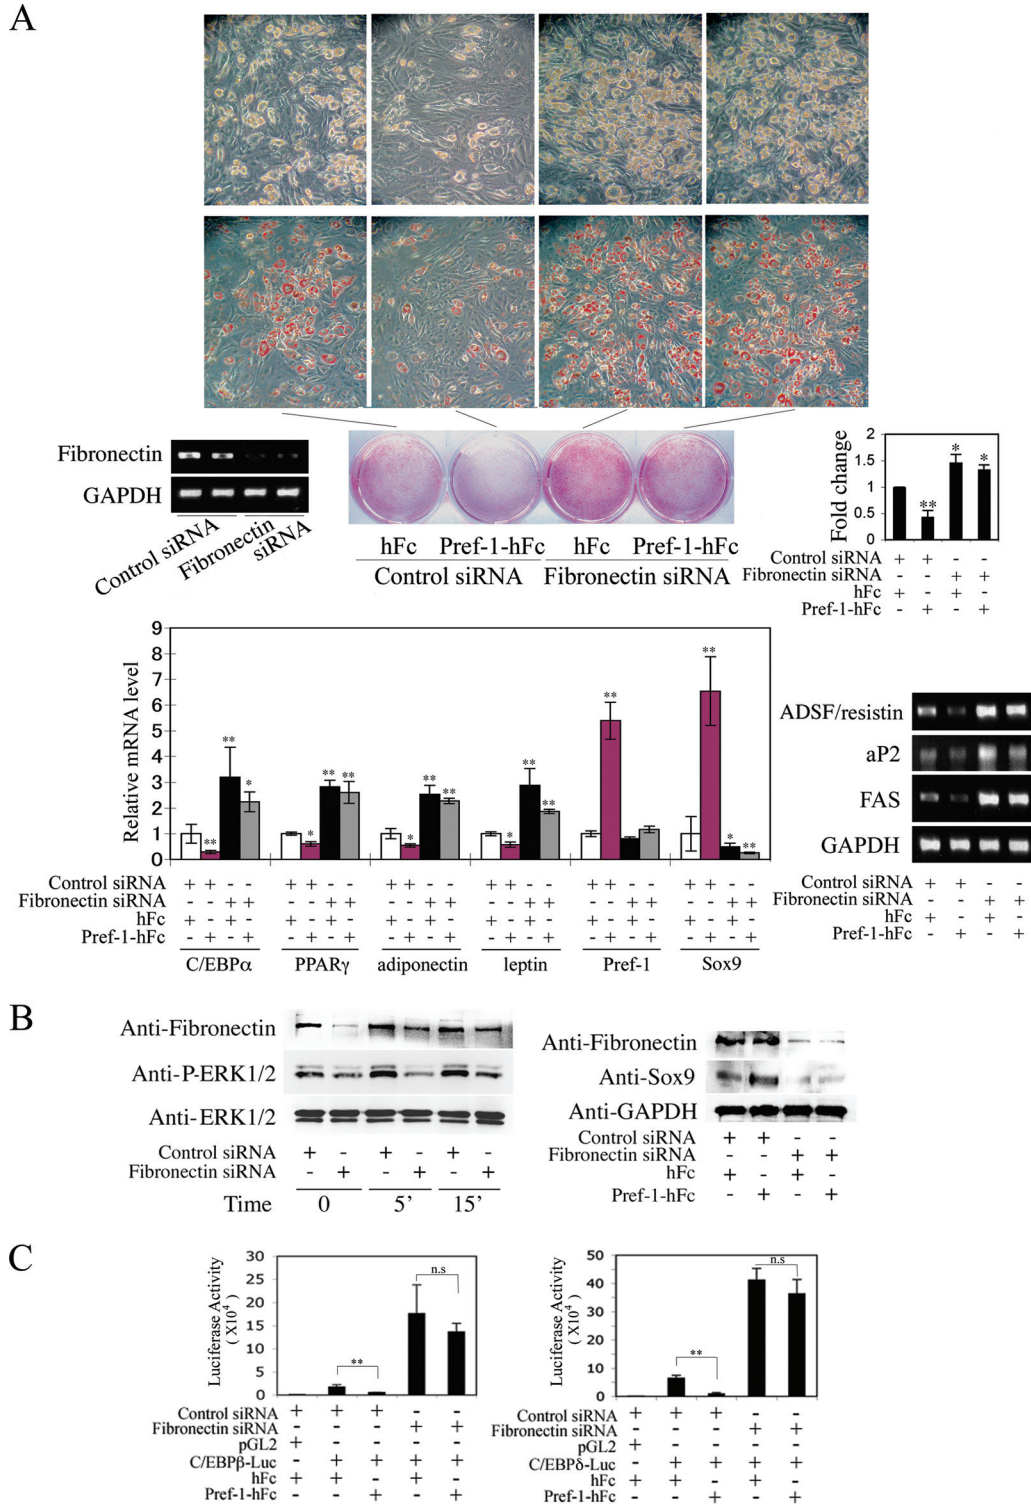 A
Fibronectin
GAPDH
Control siRNA
Fibronectin
siRNA
hFc Pref-1-hFc hFc Pref-1-hFc
Control siRNA Fibronectin siRNA
Fold change
2
1.5
1
0.5
0
** * *
Control siRNA + + - -
Fibronectin siRNA - - + +
hFc + - + -
Pref-1-hFc - + - +
Relative mRNA level
9
8
7
6
5
4
3
2
1
0
** ** * * ** ** * ** ** * ** ** ** ** * **
Control siRNA + + - - + + - - + + - - + + - - + + - - + + - -
Fibronectin siRNA - - + + - - + + - - + + - - + + - - + + - - + +
hFc + - + - + - + - + - + - + - + - + - + - + - + -
Pref-1-hFc - + - + - + - + - + - + - + - + - + - + - + - +
C/EBPα PPARγ adiponectin leptin Pref-1 Sox9
ADSF/resistin
aP2
FAS
GAPDH
Control siRNA + + - -
Fibronectin siRNA - - + +
hFc + - + -
Pref-1-hFc - + - +
B
Anti-Fibronectin
Anti-P-ERK1/2
Anti-ERK1/2
Control siRNA + - + - + -
Fibronectin siRNA - + - + - +
Time 0 5’ 15’
Anti-Fibronectin
Anti-Sox9
Anti-GAPDH
Control siRNA + + - -
Fibronectin siRNA - - + +
hFc + - + -
Pref-1-hFc - + - +
C
Luciferase Activity
( X10⁴ )
30
25
20
15
10
5
0
**
n.s
Control siRNA + + + - -
Fibronectin siRNA - - - + +
pGL2 + - - - -
C/EBPβ-Luc - + + + +
hFc + + - + -
Pref-1-hFc - - + - +
Luciferase Activity
( X10⁴ )
50
40
30
20
10
0
**
n.s
Control siRNA + + + - -
Fibronectin siRNA - - - + +
pGL2 + - - - -
C/EBPδ-Luc - + + + +
hFc + + - + -
Pref-1-hFc - - + - +